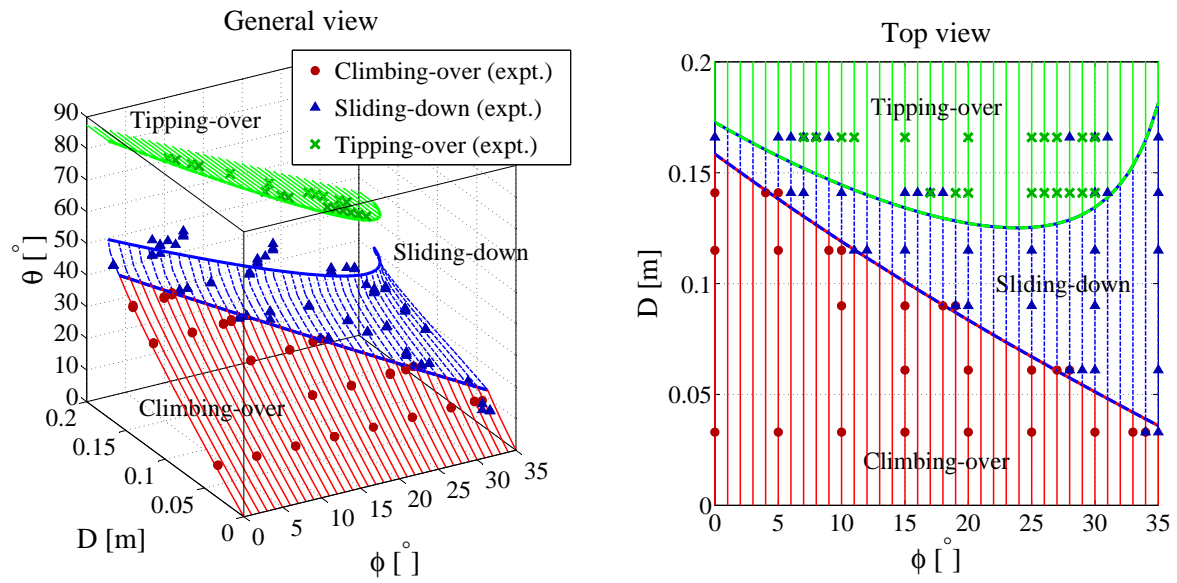 General view
Climbing-over (expt.)
Sliding-down (expt.)
Tipping-over (expt.)
Tipping-over
Sliding-down
Climbing-over
90
80
70
60
50
40
30
20
10
0
θ [°]
0.2
0.15
0.1
0.05
0
D [m]
0
5
10
15
20
25
30
35
ϕ [°]
Top view
Tipping-over
Sliding-down
Climbing-over
0.2
0.15
0.1
0.05
0
D [m]
0
5
10
15
20
25
30
35
ϕ [°]